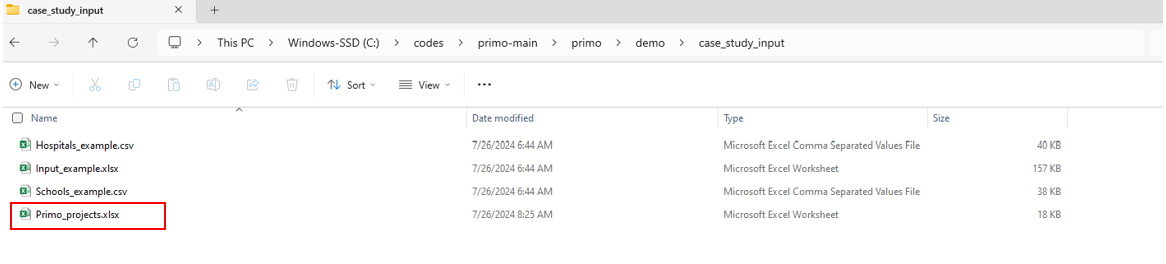 case_study_input
This PC > Windows-SSD (C:) > codes > primo-main > primo > demo > case_study_input
New Sort View
Name Date modified Type Size
Hospitals_example.csv 7/26/2024 6:44 AM Microsoft Excel Comma Separated Values File 40 KB
Input_example.xlsx 7/26/2024 6:44 AM Microsoft Excel Worksheet 157 KB
Schools_example.csv 7/26/2024 6:44 AM Microsoft Excel Comma Separated Values File 38 KB
Primo_projects.xlsx 7/26/2024 8:25 AM Microsoft Excel Worksheet 18 KB